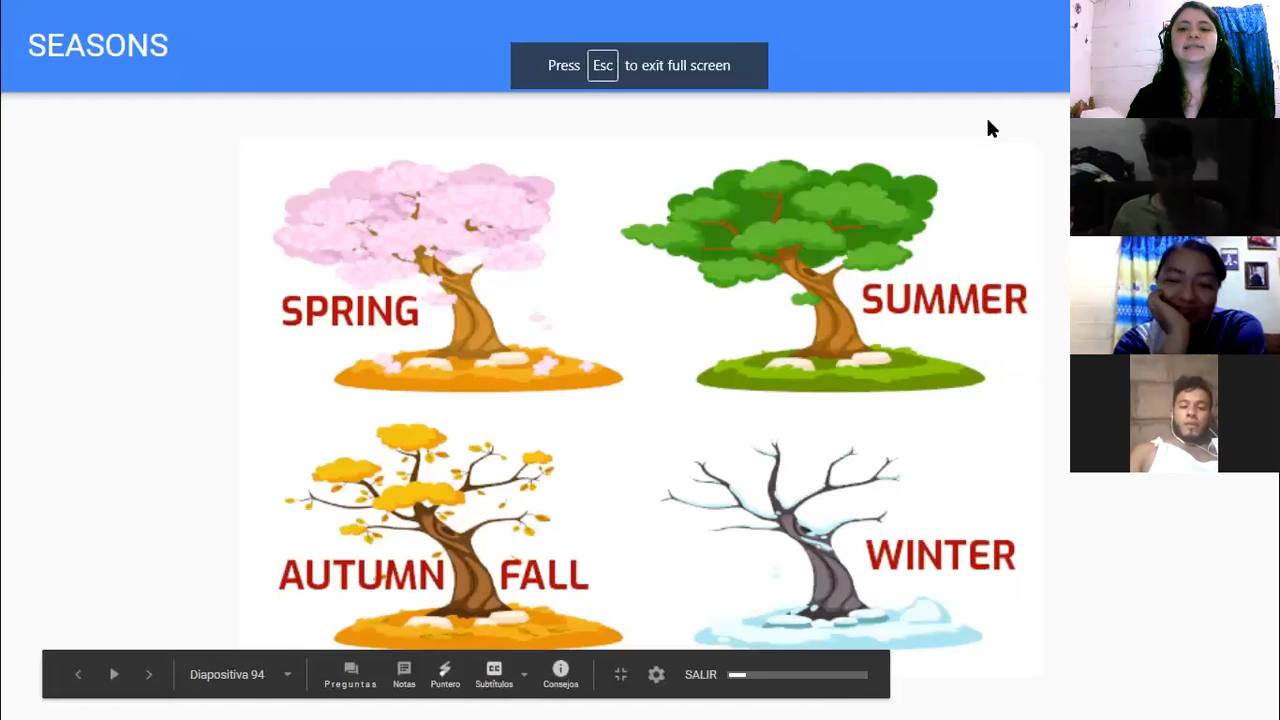 SEASONS
Press Esc to exit full screen
SPRING
SUMMER
AUTUMN FALL
WINTER
Diapositiva 94
Preguntas
Notas
Puntero
Subtítulos
Consejos
SALIR